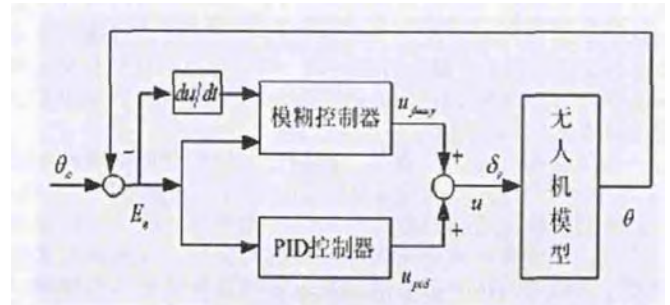 du/dt
模糊控制器
u_fuzzy
−
+
θ_c
E_θ
δ_e
u
无人机模型
θ
PID控制器
+
u_pid